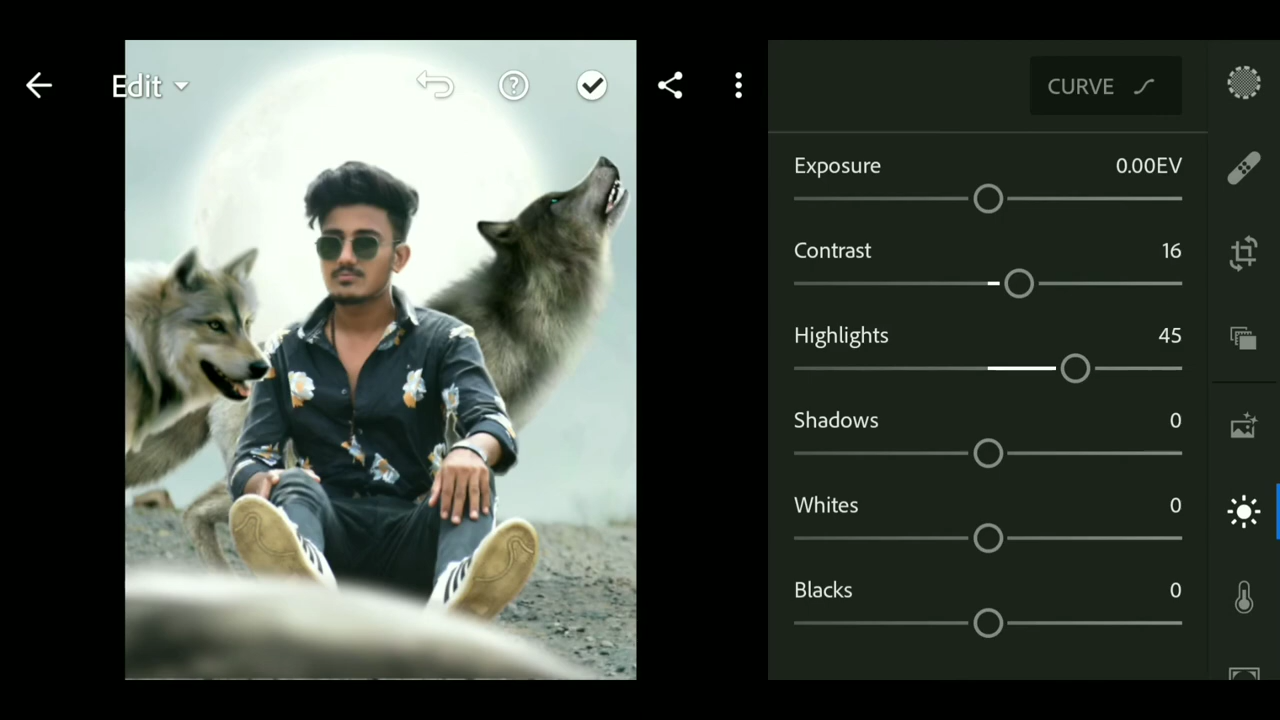 Edit
CURVE
Exposure 0.00EV
Contrast 16
Highlights 45
Shadows 0
Whites 0
Blacks 0